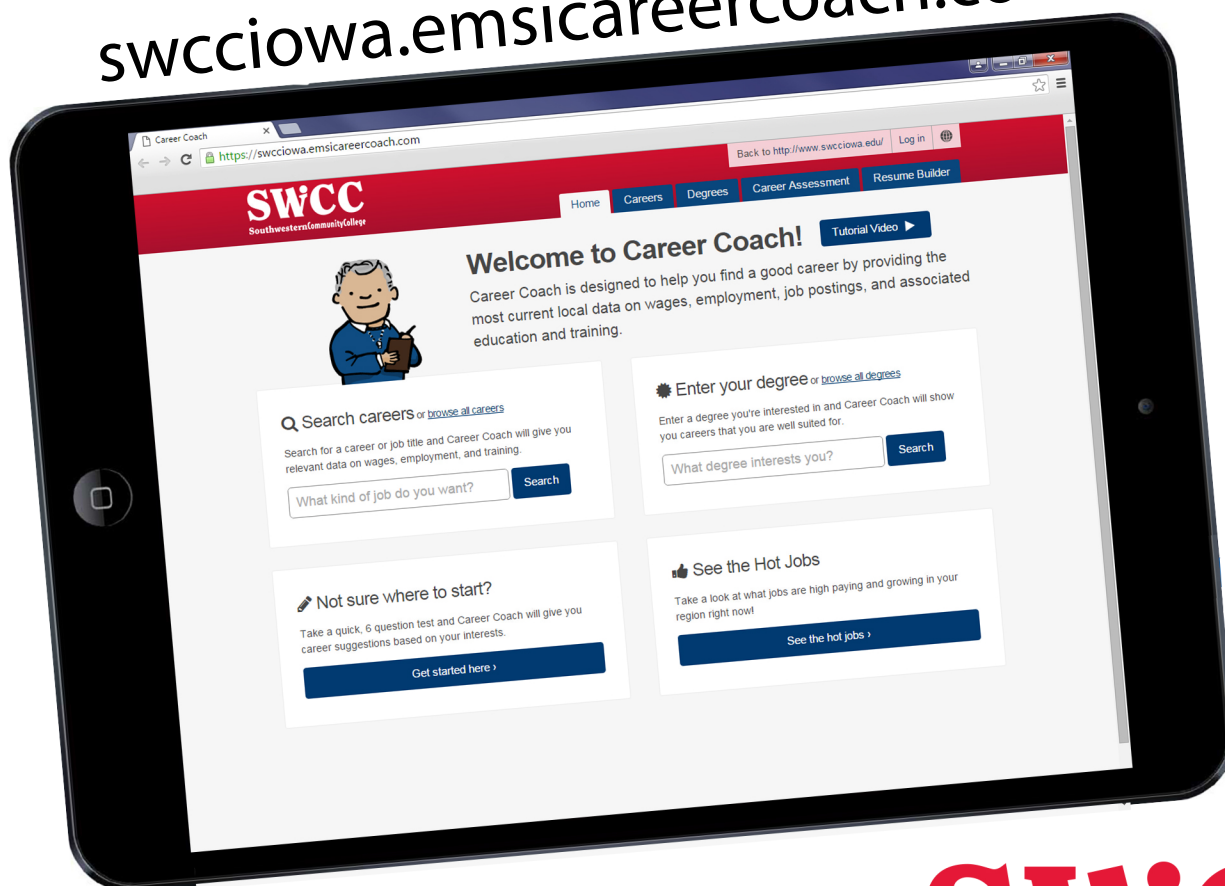 swcciowa.emsicareercoach.co
Career Coach
https://swcciowa.emsicareercoach.com
Back to http://www.swcciowa.edu/ Log in
SWiCC
SouthwesternCommunityCollege
Home Careers Degrees Career Assessment Resume Builder
Welcome to Career Coach! Tutorial Video
Career Coach is designed to help you find a good career by providing the
most current local data on wages, employment, job postings, and associated
education and training.
Search careers or browse all careers
Search for a career or job title and Career Coach will give you
relevant data on wages, employment, and training.
What kind of job do you want? Search
Enter your degree or browse all degrees
Enter a degree you're interested in and Career Coach will show
you careers that you are well suited for.
What degree interests you? Search
Not sure where to start?
Take a quick, 6 question test and Career Coach will give you
career suggestions based on your interests.
Get started here ›
See the Hot Jobs
Take a look at what jobs are high paying and growing in your
region right now!
See the hot jobs ›